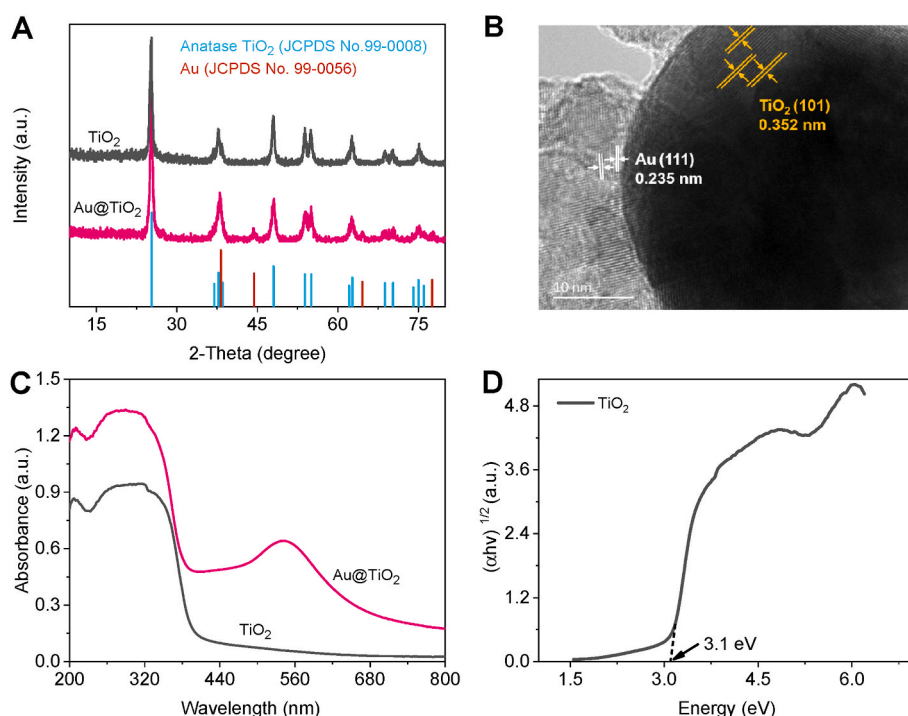 A
Anatase TiO₂ (JCPDS No.99-0008)
Au (JCPDS No. 99-0056)
TiO₂
Au@TiO₂
Intensity (a.u.)
15 30 45 60 75
2-Theta (degree)
B
TiO₂ (101)
0.352 nm
Au (111)
0.235 nm
10 nm
C
1.5
1.2
0.9
0.6
0.3
0.0
Absorbance (a.u.)
Au@TiO₂
TiO₂
200 320 440 560 680 800
Wavelength (nm)
D
TiO₂
4.8
3.6
2.4
1.2
0.0
(αhv) 1/2 (a.u.)
3.1 eV
1.5 3.0 4.5 6.0
Energy (eV)